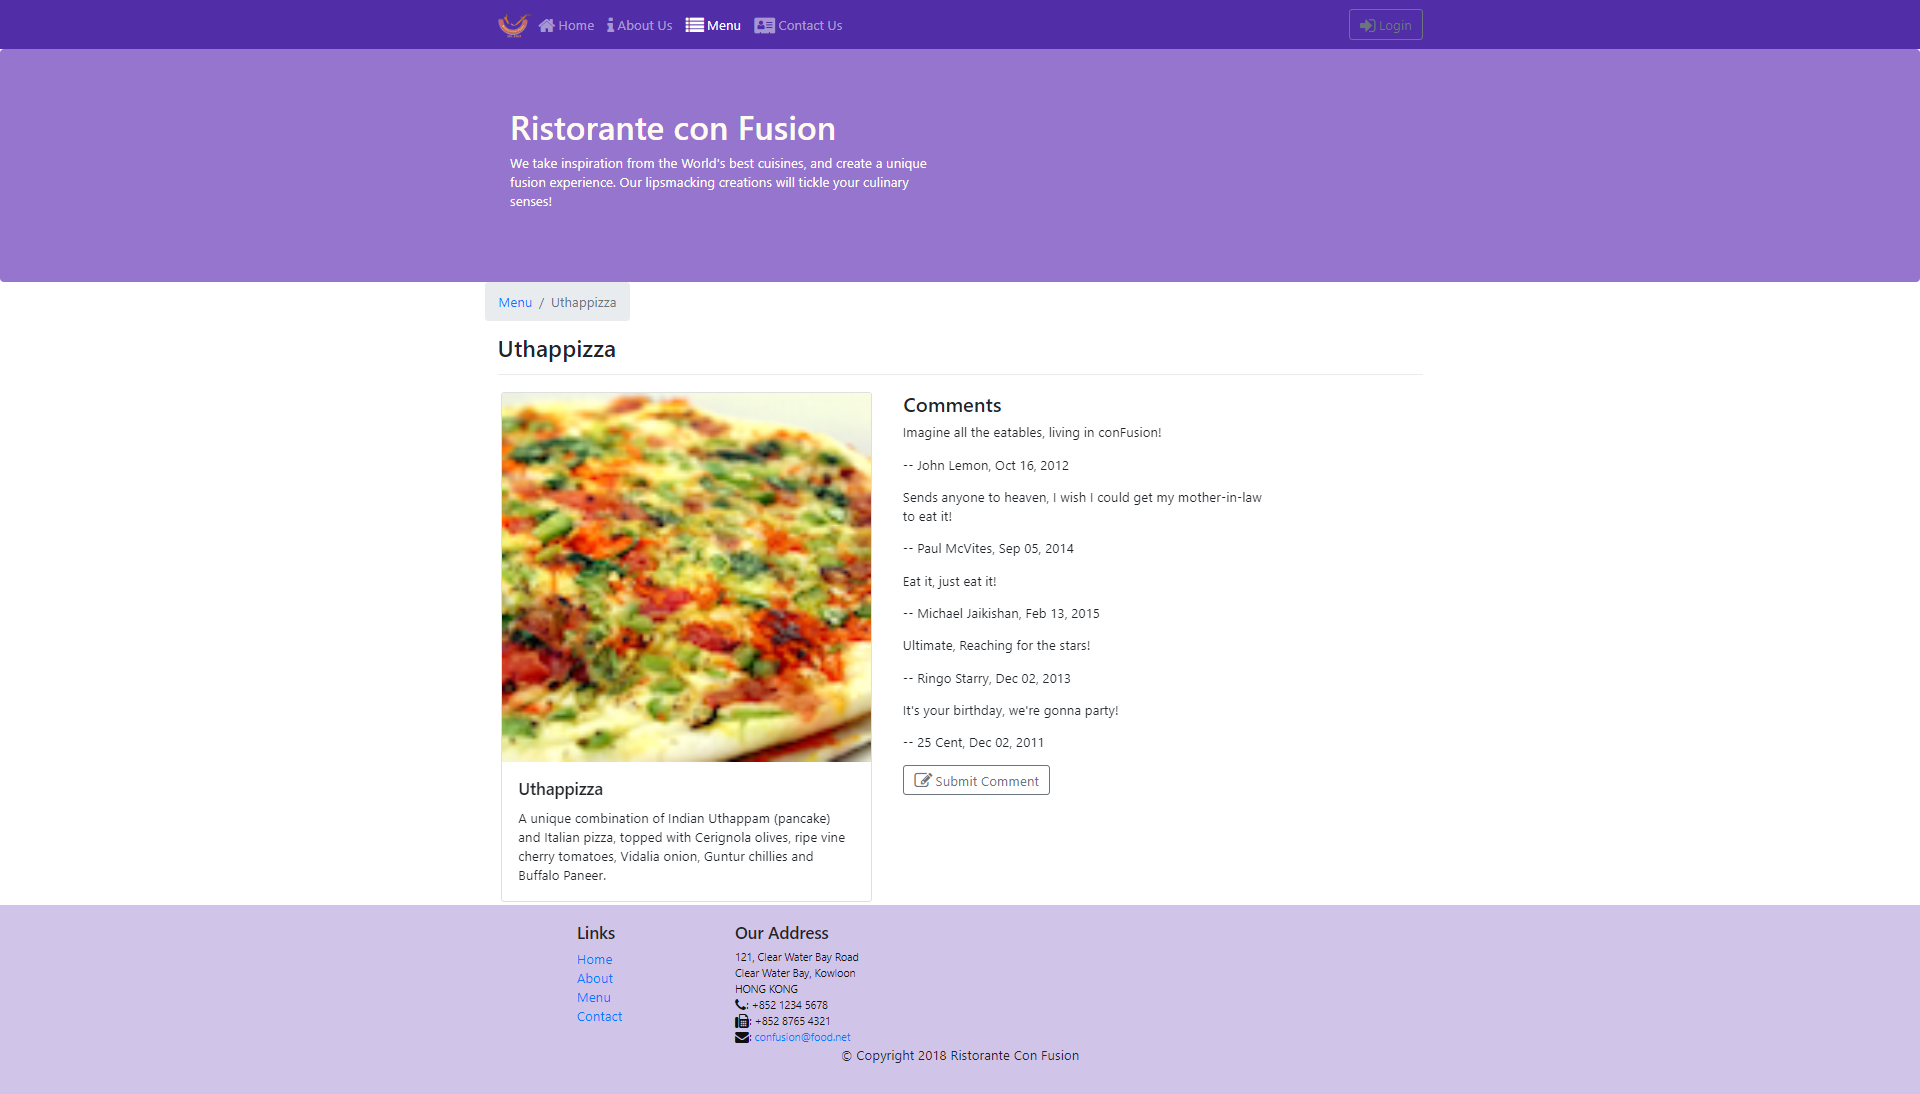 Home About Us Menu Contact Us Login
Ristorante con Fusion
We take inspiration from the World's best cuisines, and create a unique
fusion experience. Our lipsmacking creations will tickle your culinary
senses!
Menu / Uthappizza
Uthappizza
Uthappizza
A unique combination of Indian Uthappam (pancake)
and Italian pizza, topped with Cerignola olives, ripe vine
cherry tomatoes, Vidalia onion, Guntur chillies and
Buffalo Paneer.
Comments
Imagine all the eatables, living in conFusion!
-- John Lemon, Oct 16, 2012
Sends anyone to heaven, I wish I could get my mother-in-law
to eat it!
-- Paul McVites, Sep 05, 2014
Eat it, just eat it!
-- Michael Jaikishan, Feb 13, 2015
Ultimate, Reaching for the stars!
-- Ringo Starry, Dec 02, 2013
It's your birthday, we're gonna party!
-- 25 Cent, Dec 02, 2011
Submit Comment
Links
Home
About
Menu
Contact
Our Address
121, Clear Water Bay Road
Clear Water Bay, Kowloon
HONG KONG
: +852 1234 5678
: +852 8765 4321
: confusion@food.net
© Copyright 2018 Ristorante Con Fusion